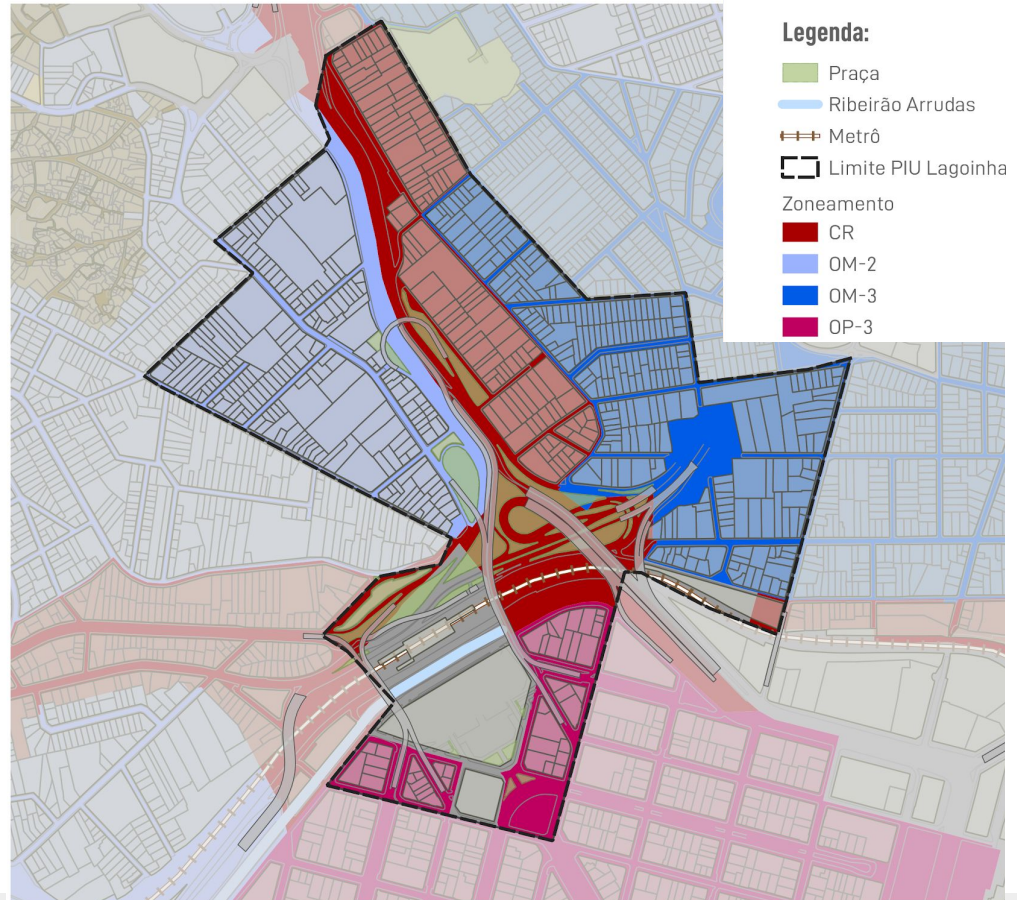 Legenda:
Praça
Ribeirão Arrudas
Metrô
Limite PIU Lagoinha
Zoneamento
CR
OM-2
OM-3
OP-3